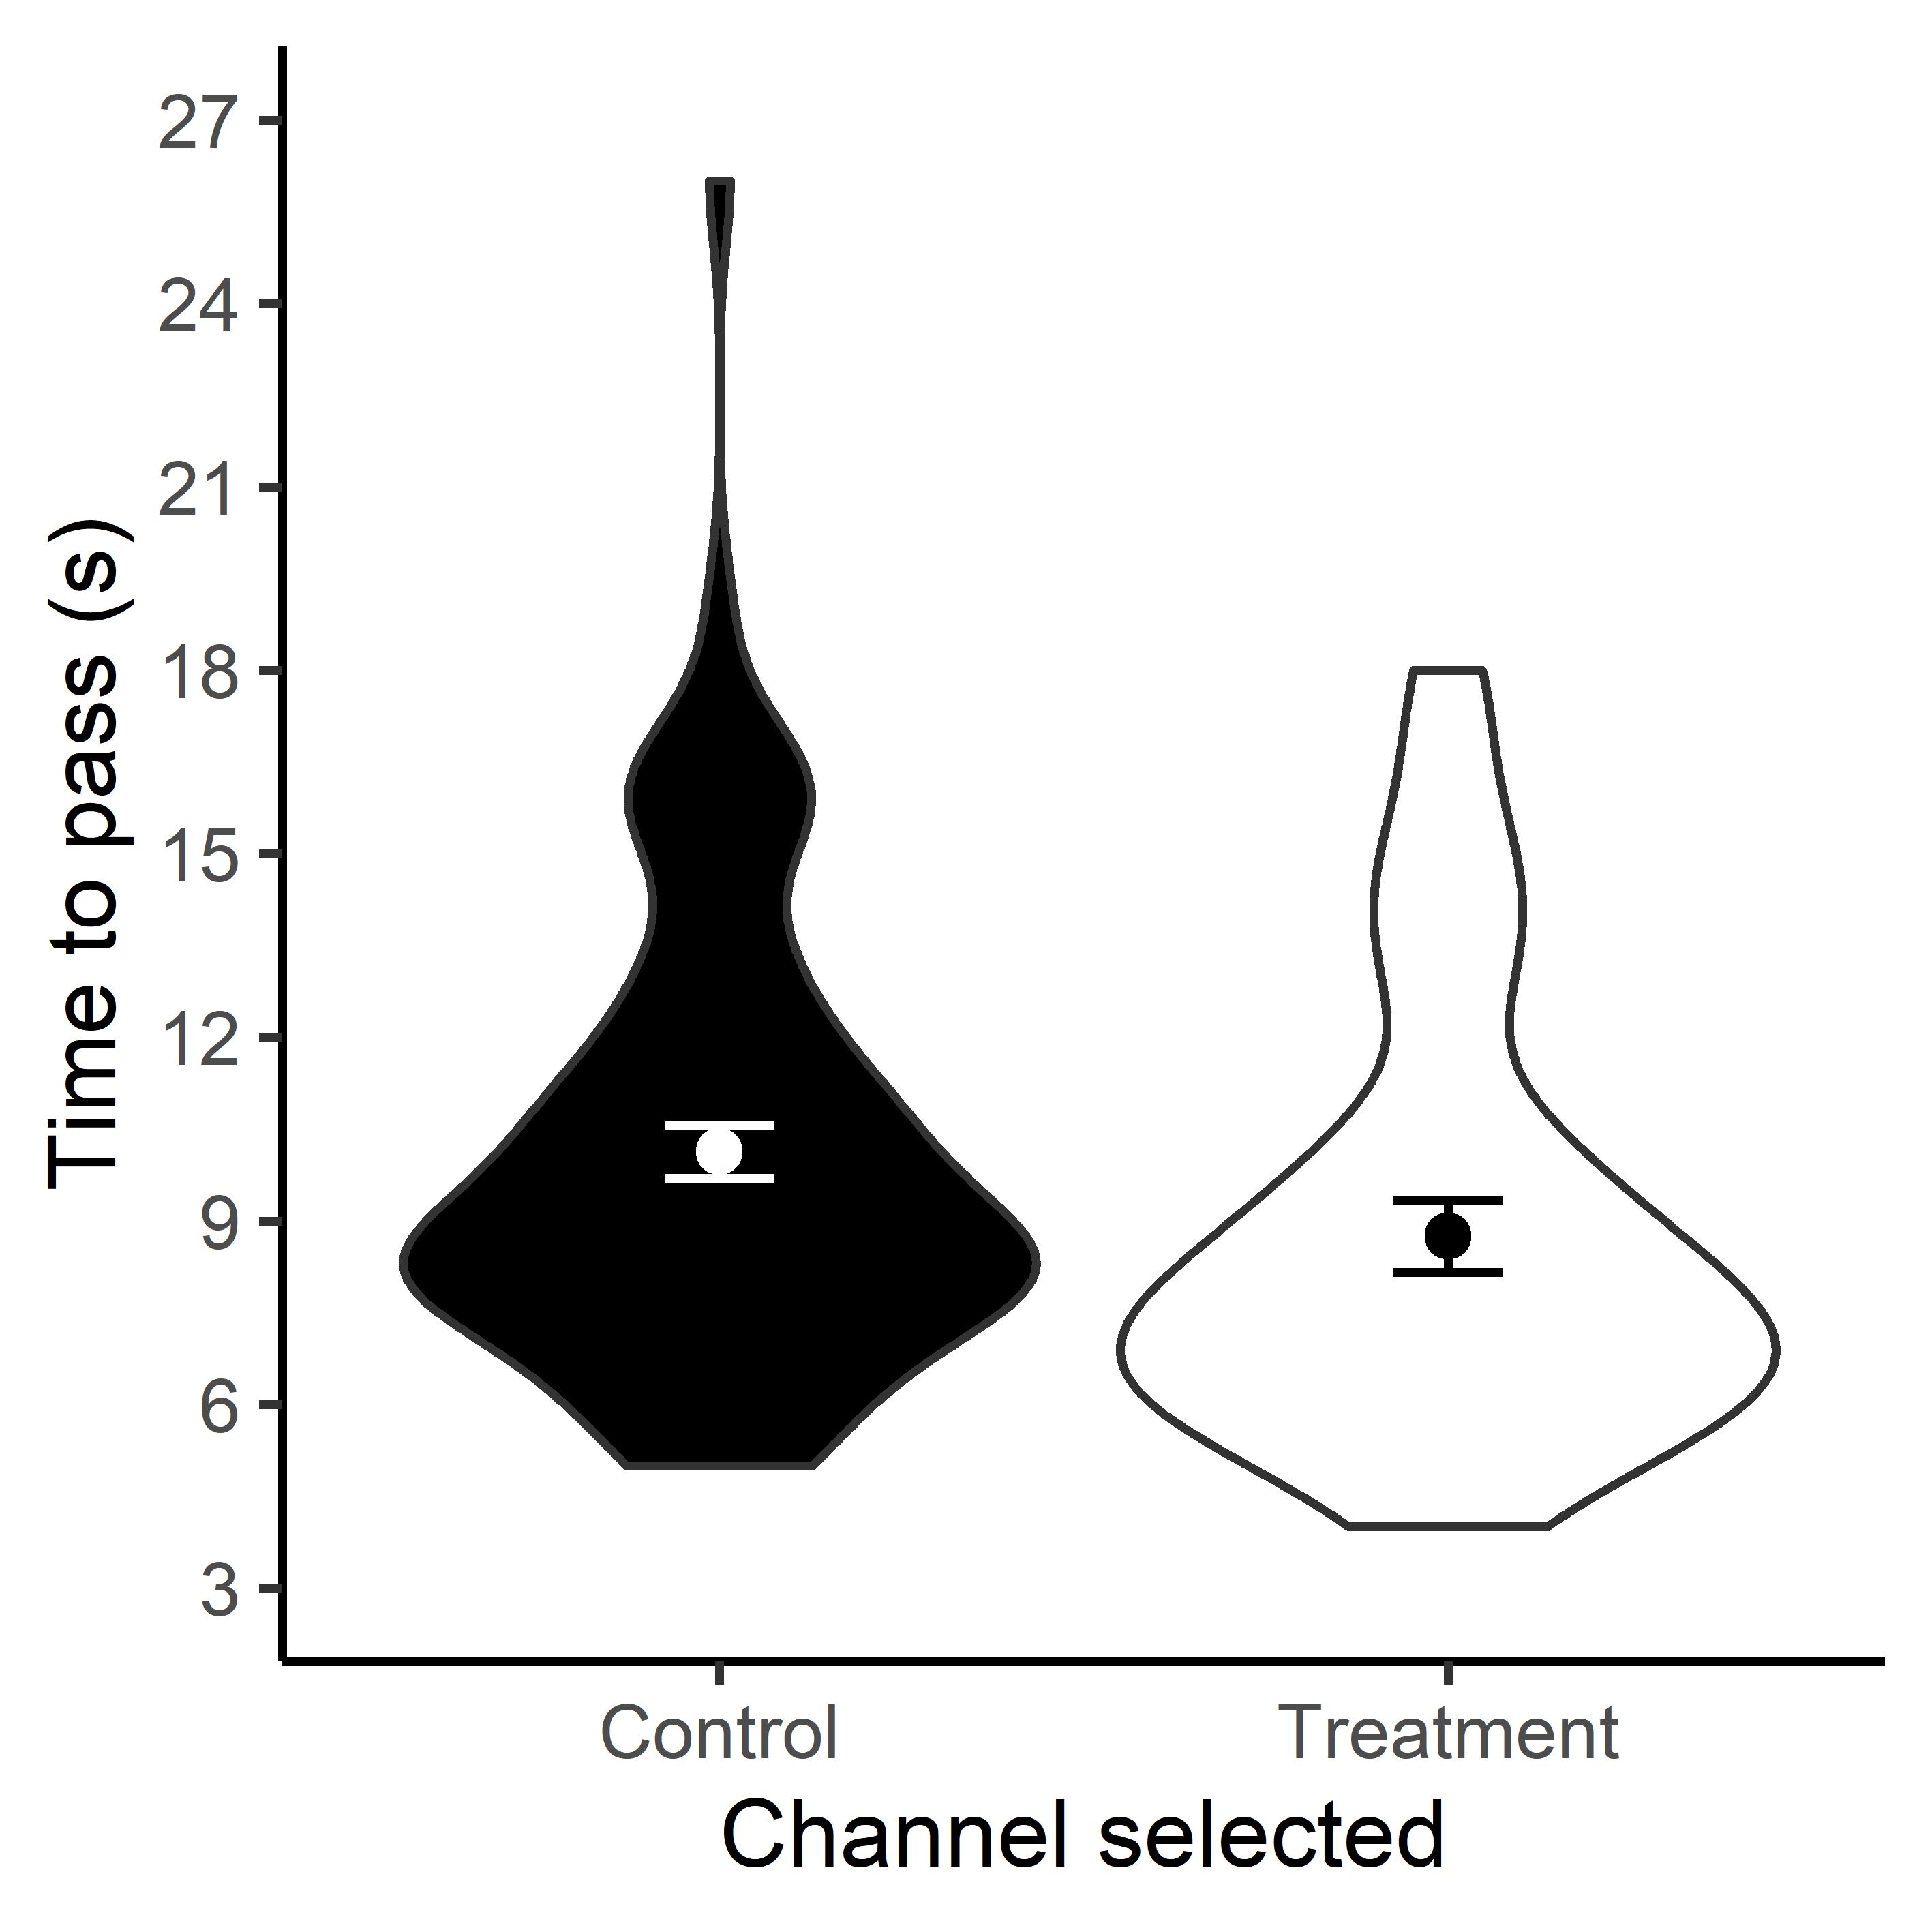 Time to pass (s)
27
24
21
18
15
12
9
6
3
Control
Treatment
Channel selected